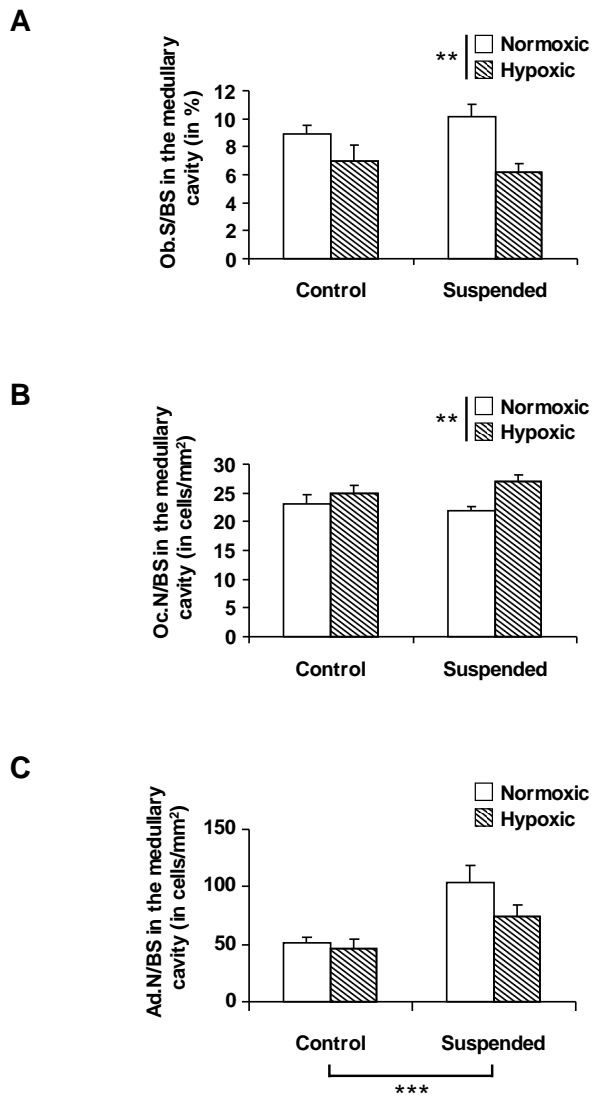 A
Normoxic
** Hypoxic
Ob.S/BS in the medullary
cavity (in %)
12
10
8
6
4
2
0
Control Suspended
B
Normoxic
** Hypoxic
Oc.N/BS in the medullary
cavity (in cells/mm²)
30
25
20
15
10
5
0
Control Suspended
C
Normoxic
Hypoxic
Ad.N/BS in the medullary
cavity (in cells/mm²)
150
100
50
0
Control Suspended
***